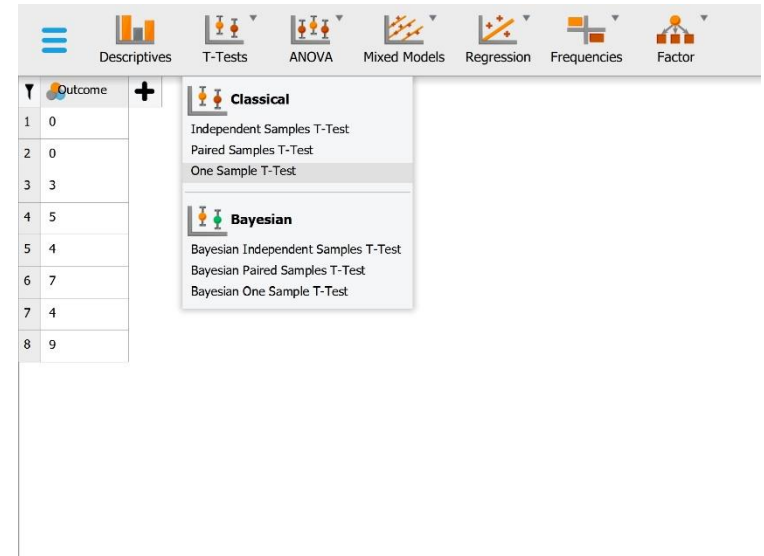 Descriptives T-Tests ANOVA Mixed Models Regression Frequencies Factor
Outcome
1 0
2 0
3 3
4 5
5 4
6 7
7 4
8 9
Classical
Independent Samples T-Test
Paired Samples T-Test
One Sample T-Test
Bayesian
Bayesian Independent Samples T-Test
Bayesian Paired Samples T-Test
Bayesian One Sample T-Test